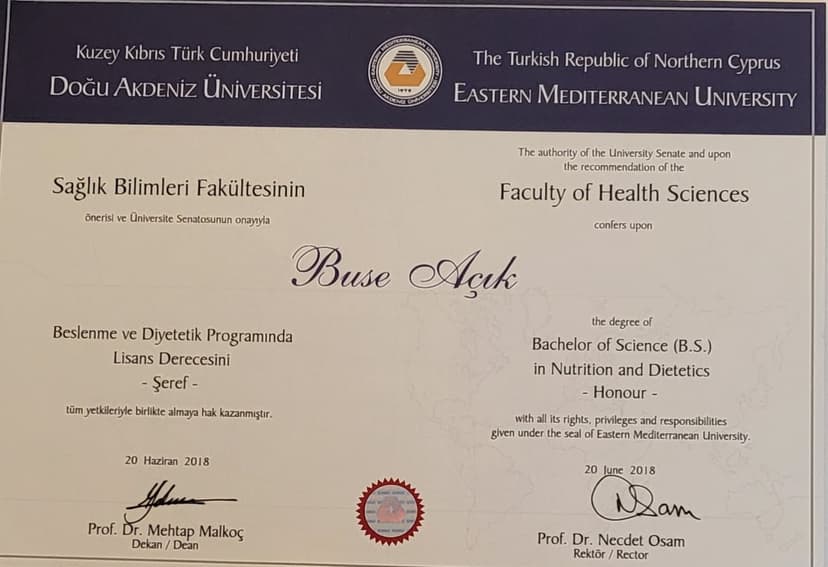 Kuzey Kıbrıs Türk Cumhuriyeti
DOĞU AKDENİZ ÜNİVERSİTESİ
The Turkish Republic of Northern Cyprus
EASTERN MEDITERRANEAN UNIVERSITY
1979
Sağlık Bilimleri Fakültesinin
önerisi ve Üniversite Senatosunun onayıyla
The authority of the University Senate and upon
the recommendation of the
Faculty of Health Sciences
confers upon
Buse Açık
Beslenme ve Diyetetik Programında
Lisans Derecesini
- Şeref -
tüm yetkileriyle birlikte almaya hak kazanmıştır.
the degree of
Bachelor of Science (B.S.)
in Nutrition and Dietetics
- Honour -
with all its rights, privileges and responsibilities
given under the seal of Eastern Mediterranean University.
20 Haziran 2018
Prof. Dr. Mehtap Malkoç
Dekan / Dean
20 June 2018
Prof. Dr. Necdet Osam
Rektör / Rector